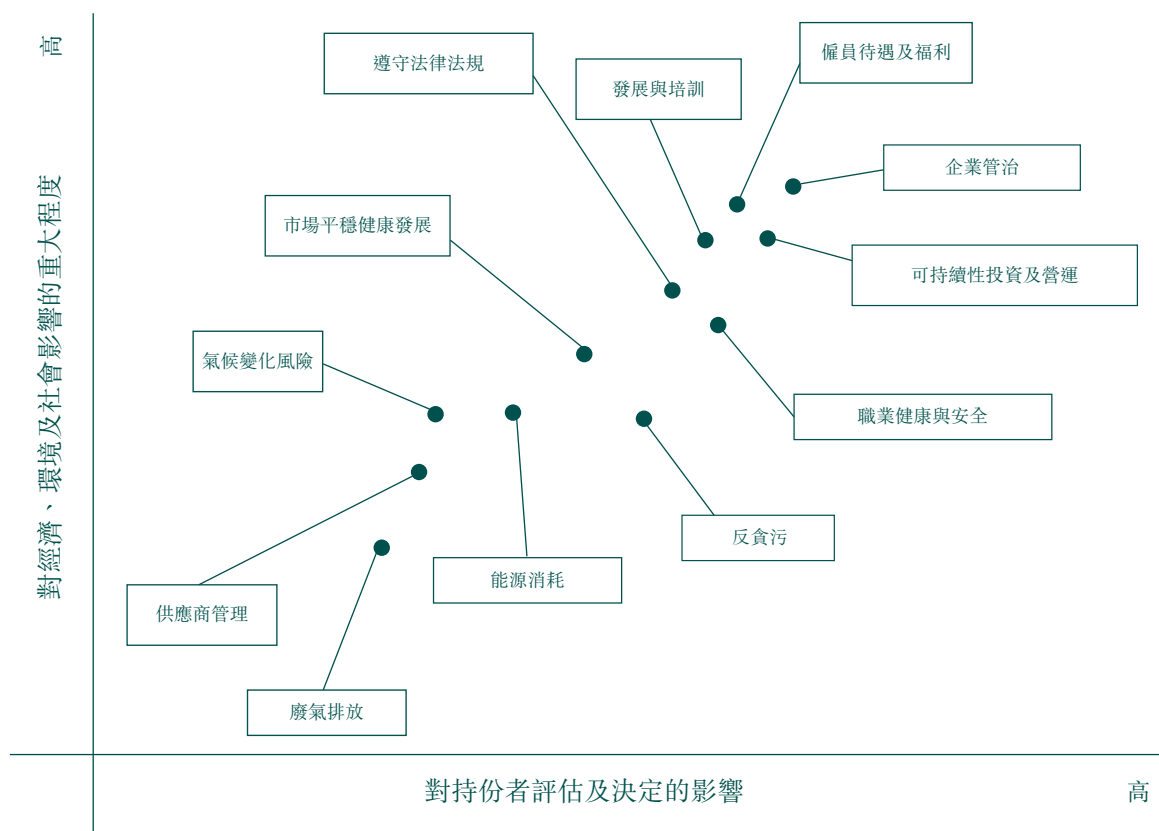 高
對經濟、環境及社會影響的重大程度
遵守法律法規
發展與培訓
僱員待遇及福利
企業管治
市場平穩健康發展
可持續性投資及營運
氣候變化風險
職業健康與安全
反貪污
能源消耗
供應商管理
廢氣排放
對持份者評估及決定的影響
高